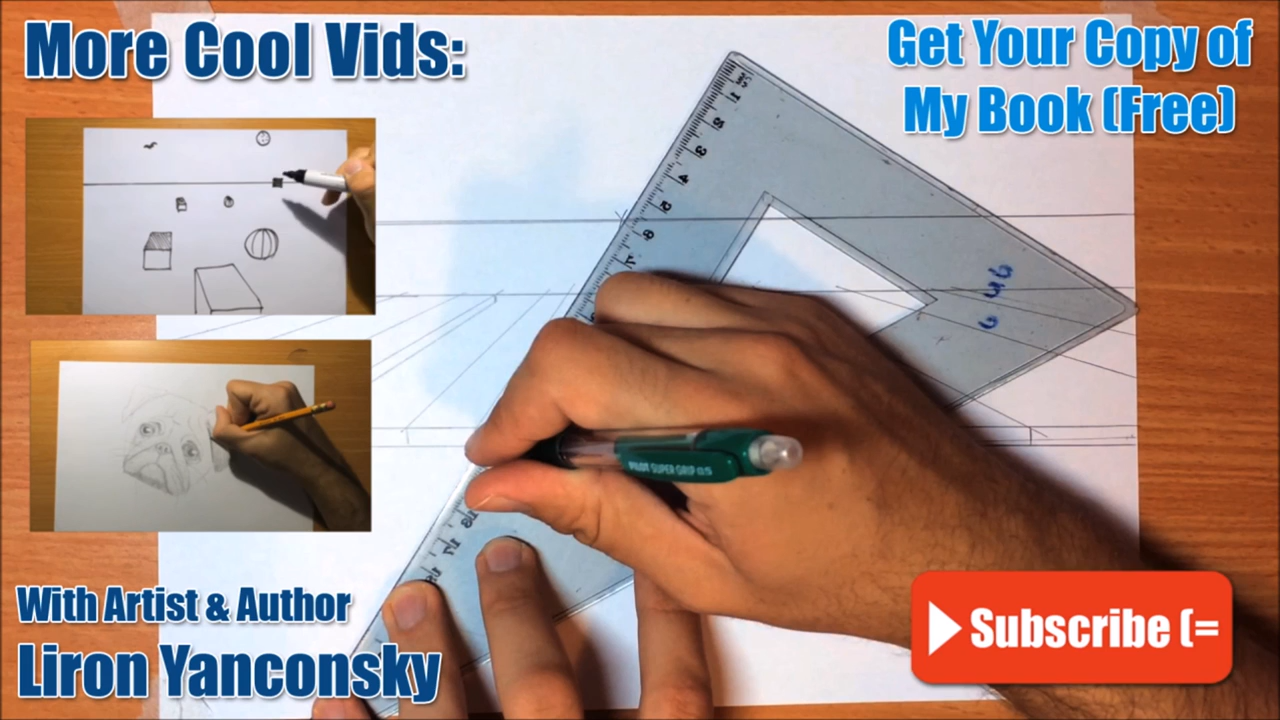 More Cool Vids:
Get Your Copy of
My Book (Free)
PILOT SUPER GRIP 0.5
With Artist & Author
Liron Yanconsky
Subscribe (=